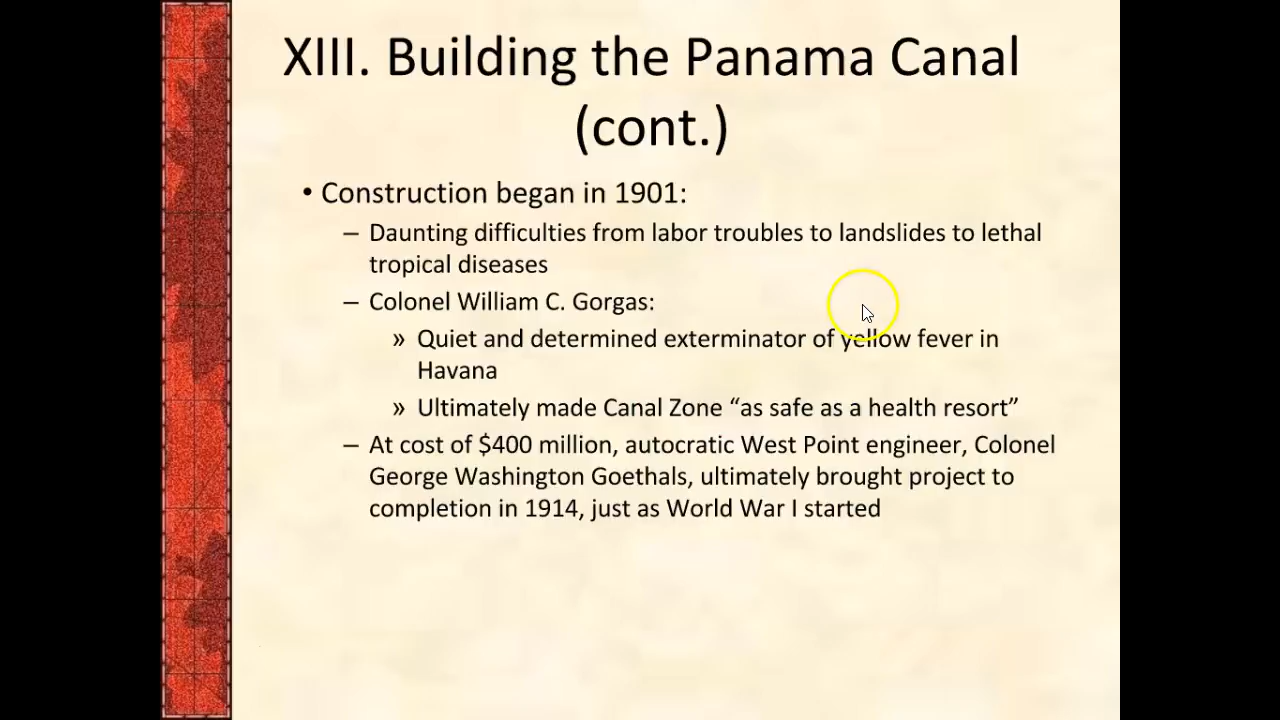 XIII. Building the Panama Canal
(cont.)
• Construction began in 1901:
– Daunting difficulties from labor troubles to landslides to lethal
tropical diseases
– Colonel William C. Gorgas:
» Quiet and determined exterminator of yellow fever in
Havana
» Ultimately made Canal Zone “as safe as a health resort”
– At cost of $400 million, autocratic West Point engineer, Colonel
George Washington Goethals, ultimately brought project to
completion in 1914, just as World War I started